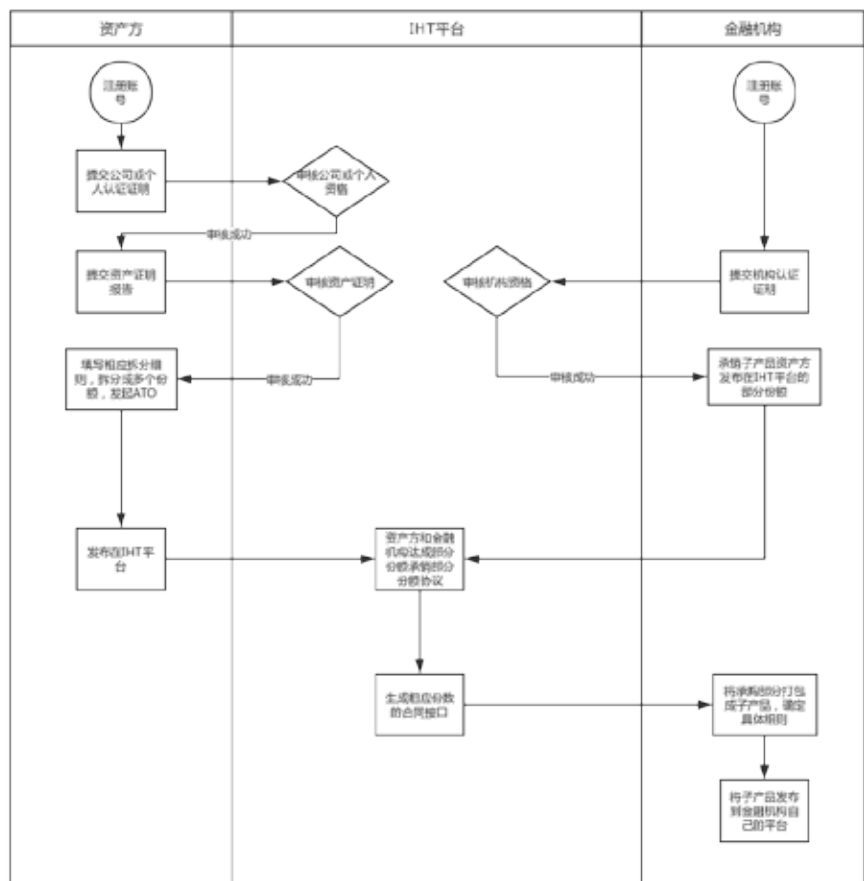 资产方
IHT平台
金融机构
注册账
号
注册账
号
提交公司或个
人认证证明
审核公司或个人
资格
审核成功
提交资产证明
报告
审核资产证明
审核机构资格
提交机构认证
证明
填写相应拆分细
则，拆分成多个份
额，发起ATO
审核成功
审核成功
承销子产品资产方
发布在IHT平台的
部分份额
发布在IHT平
台
资产方和金融
机构达成部分
份额承销部分
份额协议
生成相应份数
的合同接口
将承购部分打包
成子产品，确定
具体细则
将子产品发布
到金融机构自
己的平台